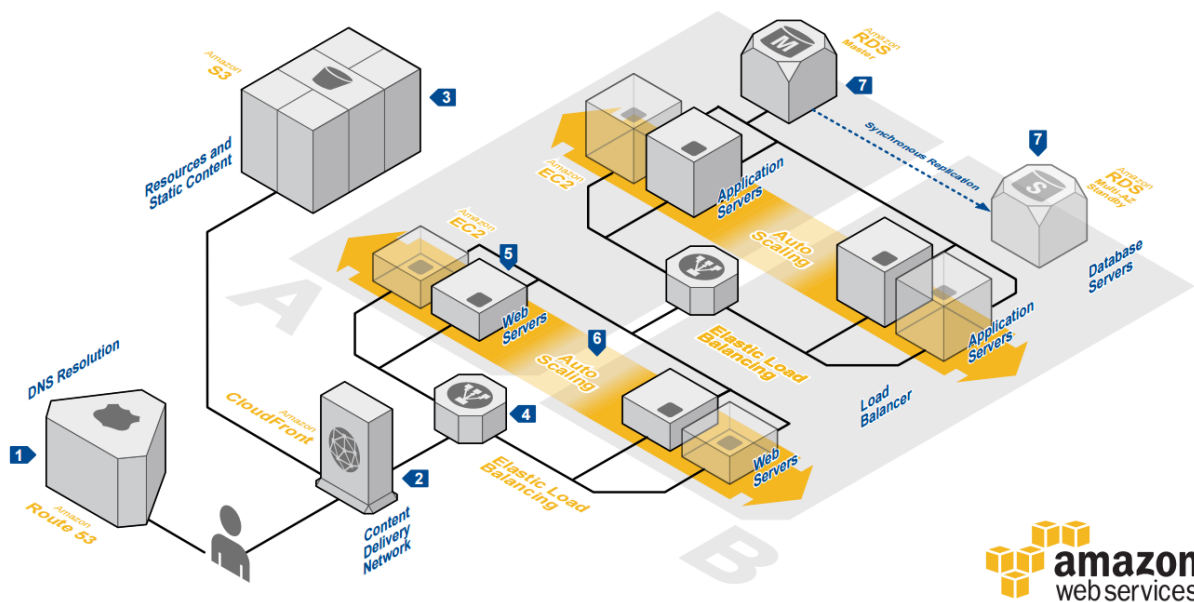 Amazon
S3
3
Resources and
Static Content
Amazon
RDS
Master
M
7
Synchronous Replication
7
S
Amazon
RDS
Multi-AZ
Standby
Database
Servers
Amazon
EC2
Application
Servers
Auto
Scaling
Application
Servers
Elastic Load
Balancing
Load
Balancer
A
Amazon
EC2
5
Web
Servers
6
Auto
Scaling
Web
Servers
4
Elastic Load
Balancing
B
DNS Resolution
1
Amazon
Route 53
Amazon
CloudFront
2
Content
Delivery
Network
amazon
web services